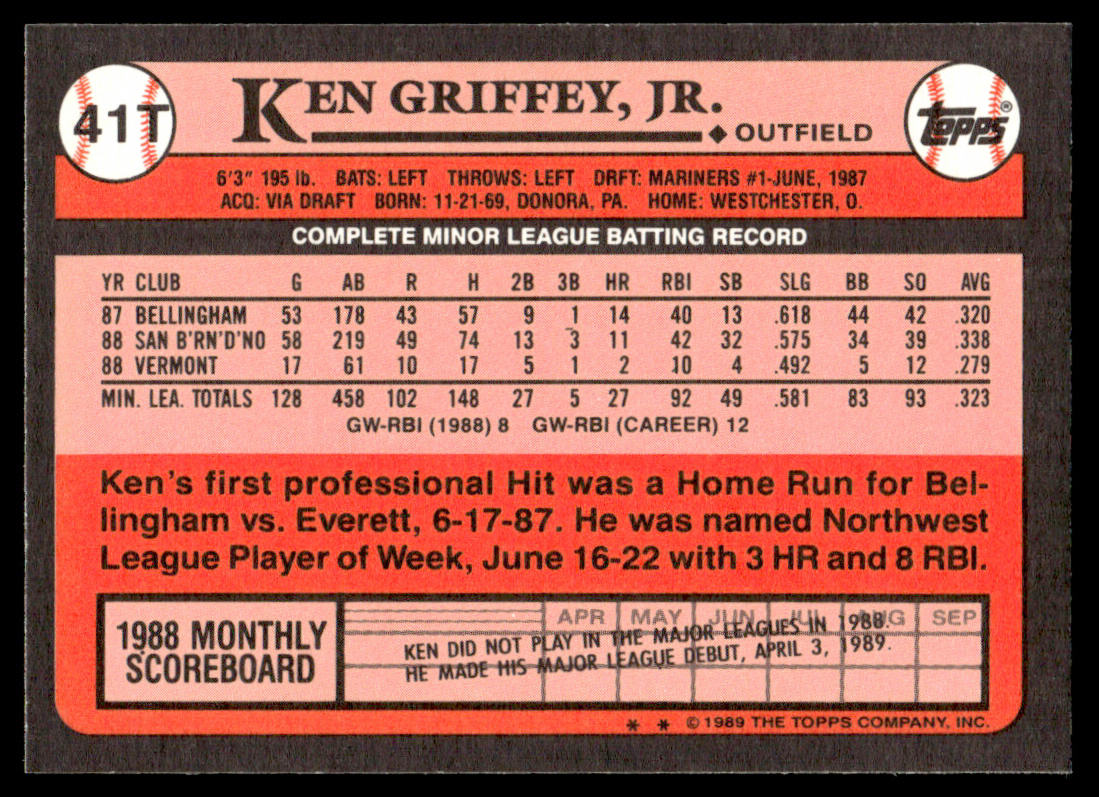 41T
KEN GRIFFEY, JR.
◆ OUTFIELD
TOPPS®
6'3" 195 lb. BATS: LEFT THROWS: LEFT DRFT: MARINERS #1-JUNE, 1987
ACQ: VIA DRAFT BORN: 11-21-69, DONORA, PA. HOME: WESTCHESTER, O.
COMPLETE MINOR LEAGUE BATTING RECORD
YR CLUB G AB R H 2B 3B HR RBI SB SLG BB SO AVG
87 BELLINGHAM 53 178 43 57 9 1 14 40 13 .618 44 42 .320
88 SAN B'RN'D'NO 58 219 49 74 13 3 11 42 32 .575 34 39 .338
88 VERMONT 17 61 10 17 5 1 2 10 4 .492 5 12 .279
MIN. LEA. TOTALS 128 458 102 148 27 5 27 92 49 .581 83 93 .323
GW-RBI (1988) 8 GW-RBI (CAREER) 12
Ken's first professional Hit was a Home Run for Bel-
lingham vs. Everett, 6-17-87. He was named Northwest
League Player of Week, June 16-22 with 3 HR and 8 RBI.
1988 MONTHLY
SCOREBOARD
APR MAY JUN JUL AUG SEP
KEN DID NOT PLAY IN THE MAJOR LEAGUES IN 1988.
HE MADE HIS MAJOR LEAGUE DEBUT, APRIL 3, 1989.
* * © 1989 THE TOPPS COMPANY, INC.